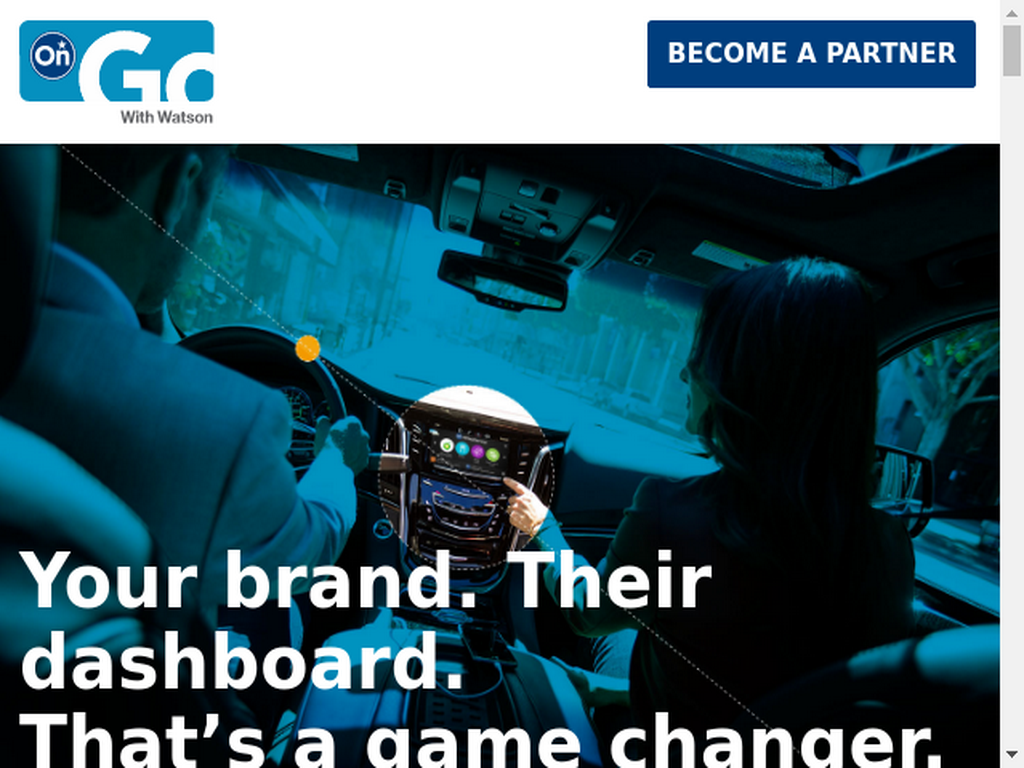 On
Go
With Watson
BECOME A PARTNER
Your brand. Their
dashboard.
That’s a game changer.